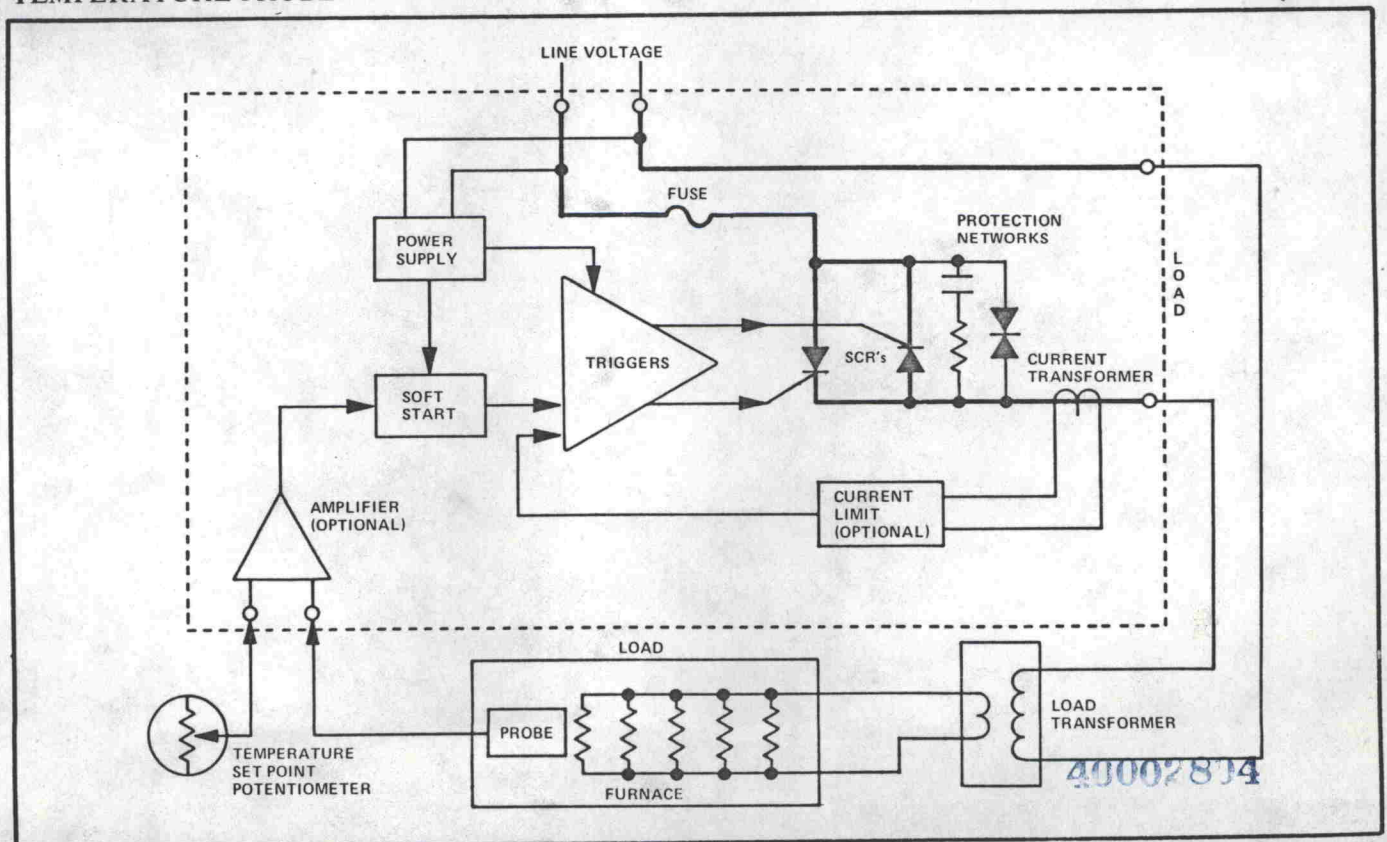 LINE VOLTAGE
FUSE
PROTECTION
NETWORKS
POWER
SUPPLY
LOAD
TRIGGERS
SCR's
CURRENT
TRANSFORMER
SOFT
START
AMPLIFIER
(OPTIONAL)
CURRENT
LIMIT
(OPTIONAL)
LOAD
PROBE
LOAD
TRANSFORMER
TEMPERATURE
SET POINT
POTENTIOMETER
FURNACE